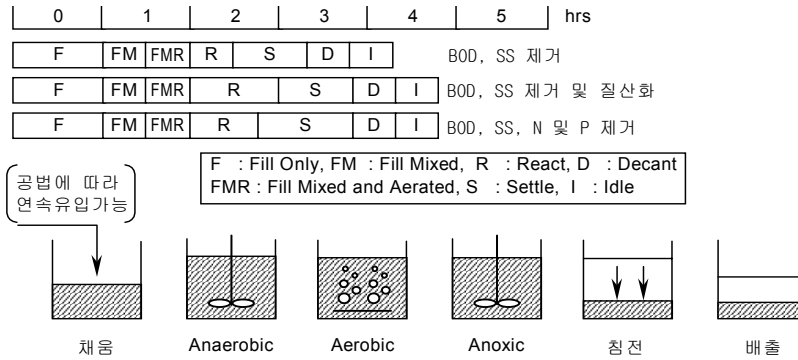 0 1 2 3 4 5 hrs
F FM FMR R S D I BOD, SS 제거
F FM FMR R S D I BOD, SS 제거 및 질산화
F FM FMR R S D I BOD, SS, N 및 P 제거
F : Fill Only, FM : Fill Mixed, R : React, D : Decant
FMR : Fill Mixed and Aerated, S : Settle, I : Idle
공법에 따라
연속유입가능
채움 Anaerobic Aerobic Anoxic 침전 배출